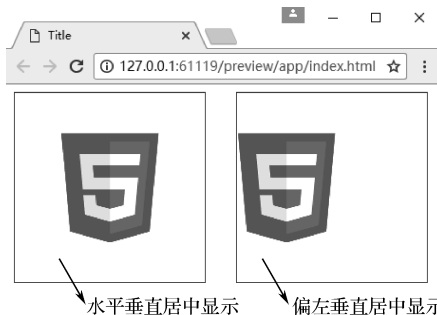 Title
127.0.0.1:61119/preview/app/index.html
5 5
水平垂直居中显示 偏左垂直居中显示